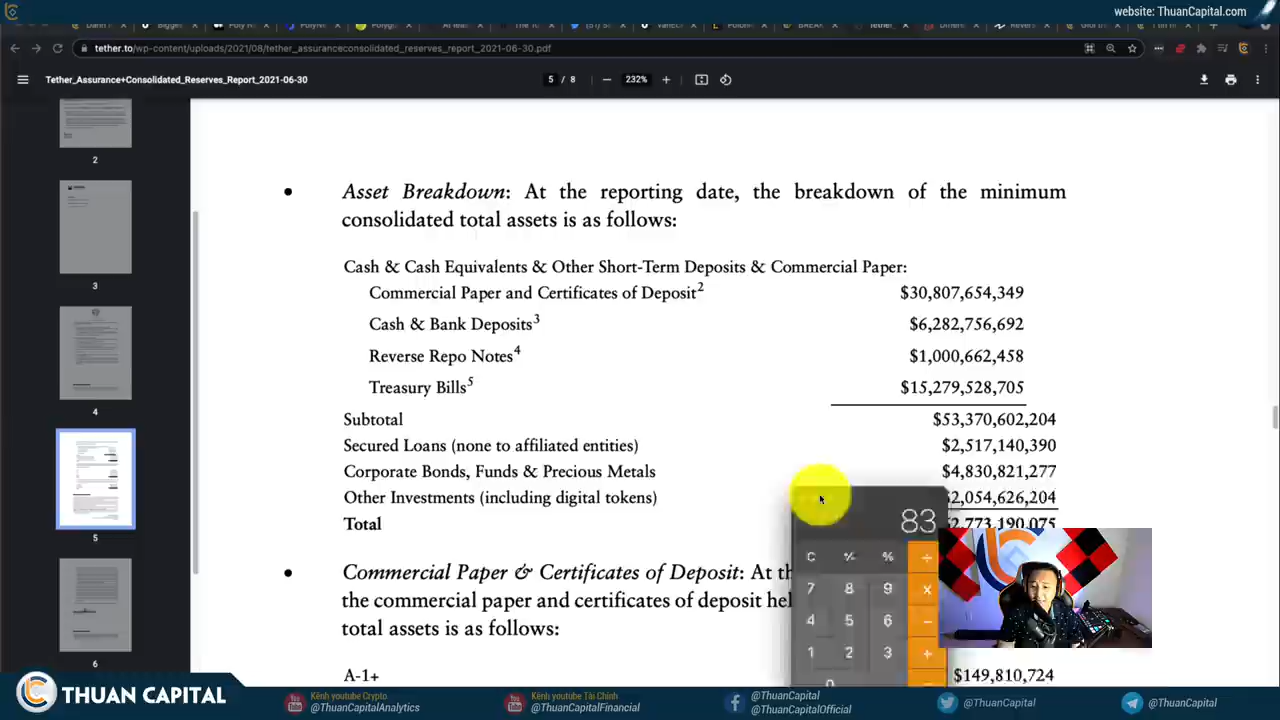 website: ThuanCapital.com
tether.to/wp-content/uploads/2021/08/tether_assuranceconsolidated_reserves_report_2021-06-30.pdf
Tether_Assurance+Consolidated_Reserves_Report_2021-06-30
5 / 8
232%
2
3
4
5
6
• Asset Breakdown: At the reporting date, the breakdown of the minimum
consolidated total assets is as follows:
Cash & Cash Equivalents & Other Short-Term Deposits & Commercial Paper:
Commercial Paper and Certificates of Deposit2 $30,807,654,349
Cash & Bank Deposits3 $6,282,756,692
Reverse Repo Notes4 $1,000,662,458
Treasury Bills5 $15,279,528,705
Subtotal $53,370,602,204
Secured Loans (none to affiliated entities) $2,517,140,390
Corporate Bonds, Funds & Precious Metals $4,830,821,277
Other Investments (including digital tokens) 2,054,626,204
Total 2,773,190,075
• Commercial Paper & Certificates of Deposit: At th
the commercial paper and certificates of deposit hel
total assets is as follows:
A-1+ $149,810,724
83
C % ÷
7 8 9 x
4 5 6 −
1 2 3 +
THUAN CAPITAL
Kênh youtube Crypto
@ThuanCapitalAnalytics
Kênh youtube Tài Chính
@ThuanCapitalFinancial
@ThuanCapital
@ThuanCapitalOfficial
@ThuanCapital
@ThuanCapital